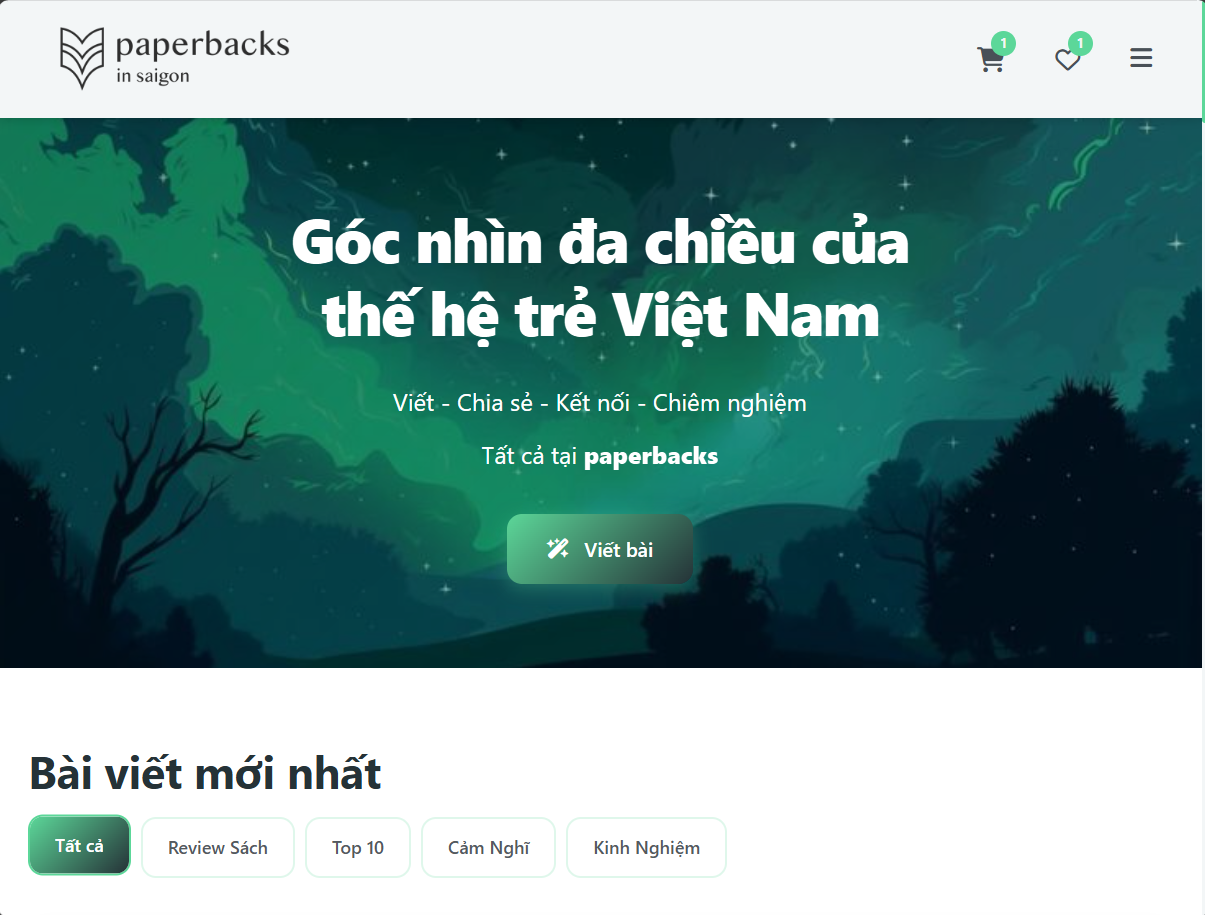 paperbacks
in saigon
1
1
Góc nhìn đa chiều của
thế hệ trẻ Việt Nam
Viết - Chia sẻ - Kết nối - Chiêm nghiệm
Tất cả tại paperbacks
Viết bài
Bài viết mới nhất
Tất cả
Review Sách
Top 10
Cảm Nghĩ
Kinh Nghiệm